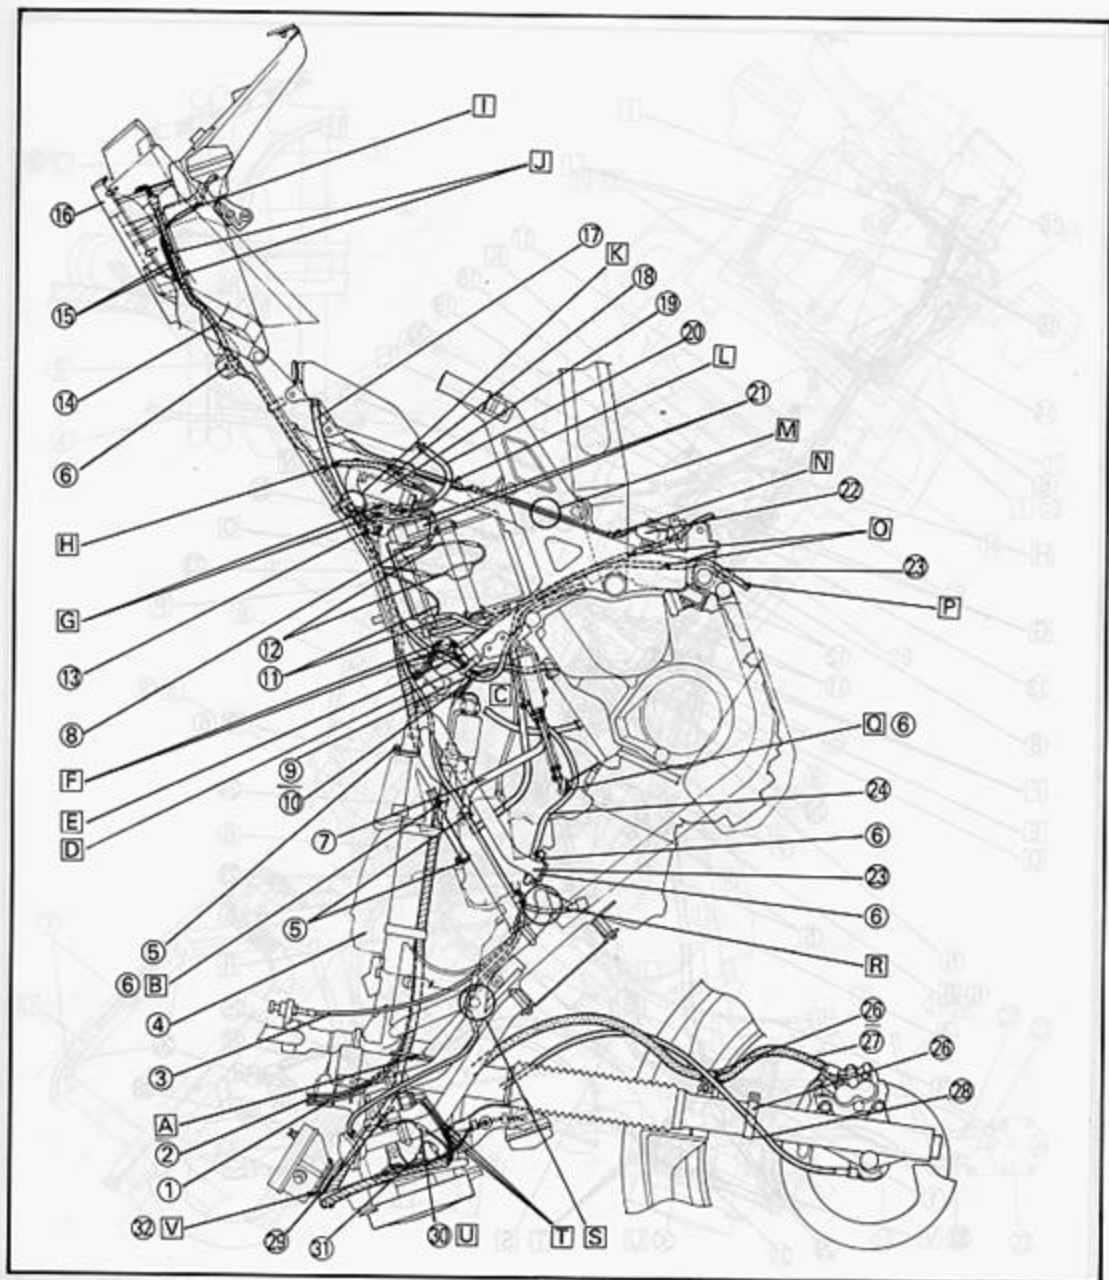 I
J
⑯
⑰
K
⑱
⑮
⑲
⑳
L
⑭
㉑
M
⑥
N
㉒
H
O
㉓
P
G
⑫
⑬
⑪
C
⑧
Q ⑥
F
⑨
⑩
㉔
E
⑦
⑥
D
㉓
⑤
⑥
⑤
R
⑥ B
④
㉖
③
㉗
㉖
A
㉘
②
①
㉜ V
㉙
㉛
㉚ U
T
S